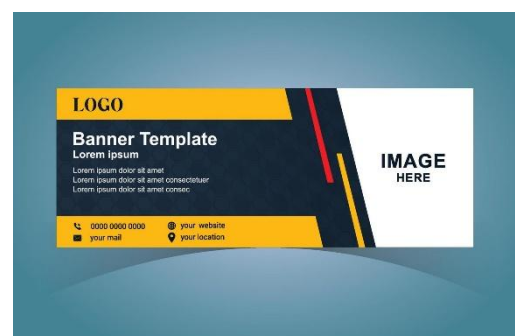 LOGO
Banner Template
Lorem ipsum
Lorem ipsum dolor sit amet
Lorem ipsum dolor sit amet consectetuer
Lorem ipsum dolor sit amet consec
0000 0000 0000
your website
your mail
your location
IMAGE
HERE